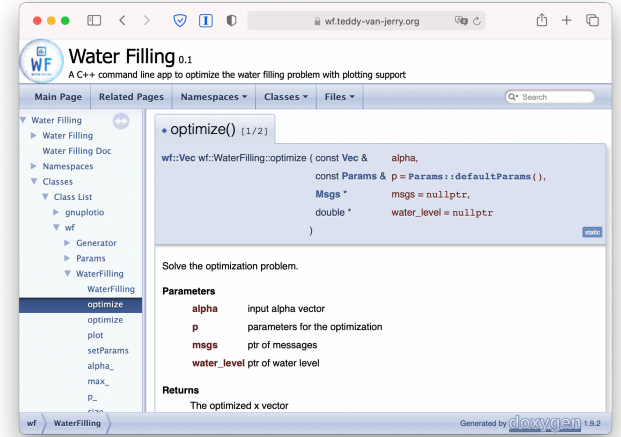 wf.teddy-van-jerry.org
WF
Water Filling 0.1
A C++ command line app to optimize the water filling problem with plotting support
Main Page Related Pages Namespaces Classes Files Search
Water Filling
Water Filling
Water Filling Doc
Namespaces
Classes
Class List
gnuplotio
wf
Generator
Params
WaterFilling
WaterFilling
optimize
optimize
plot
setParams
alpha_
max_
p_
size
optimize() [1/2]
wf::Vec wf::WaterFilling::optimize ( const Vec & alpha,
const Params & p = Params::defaultParams(),
Msgs * msgs = nullptr,
double * water_level = nullptr
)
static
Solve the optimization problem.
Parameters
alpha input alpha vector
p parameters for the optimization
msgs ptr of messages
water_level ptr of water level
Returns
The optimized x vector
wf WaterFilling
Generated by doxygen 1.9.2